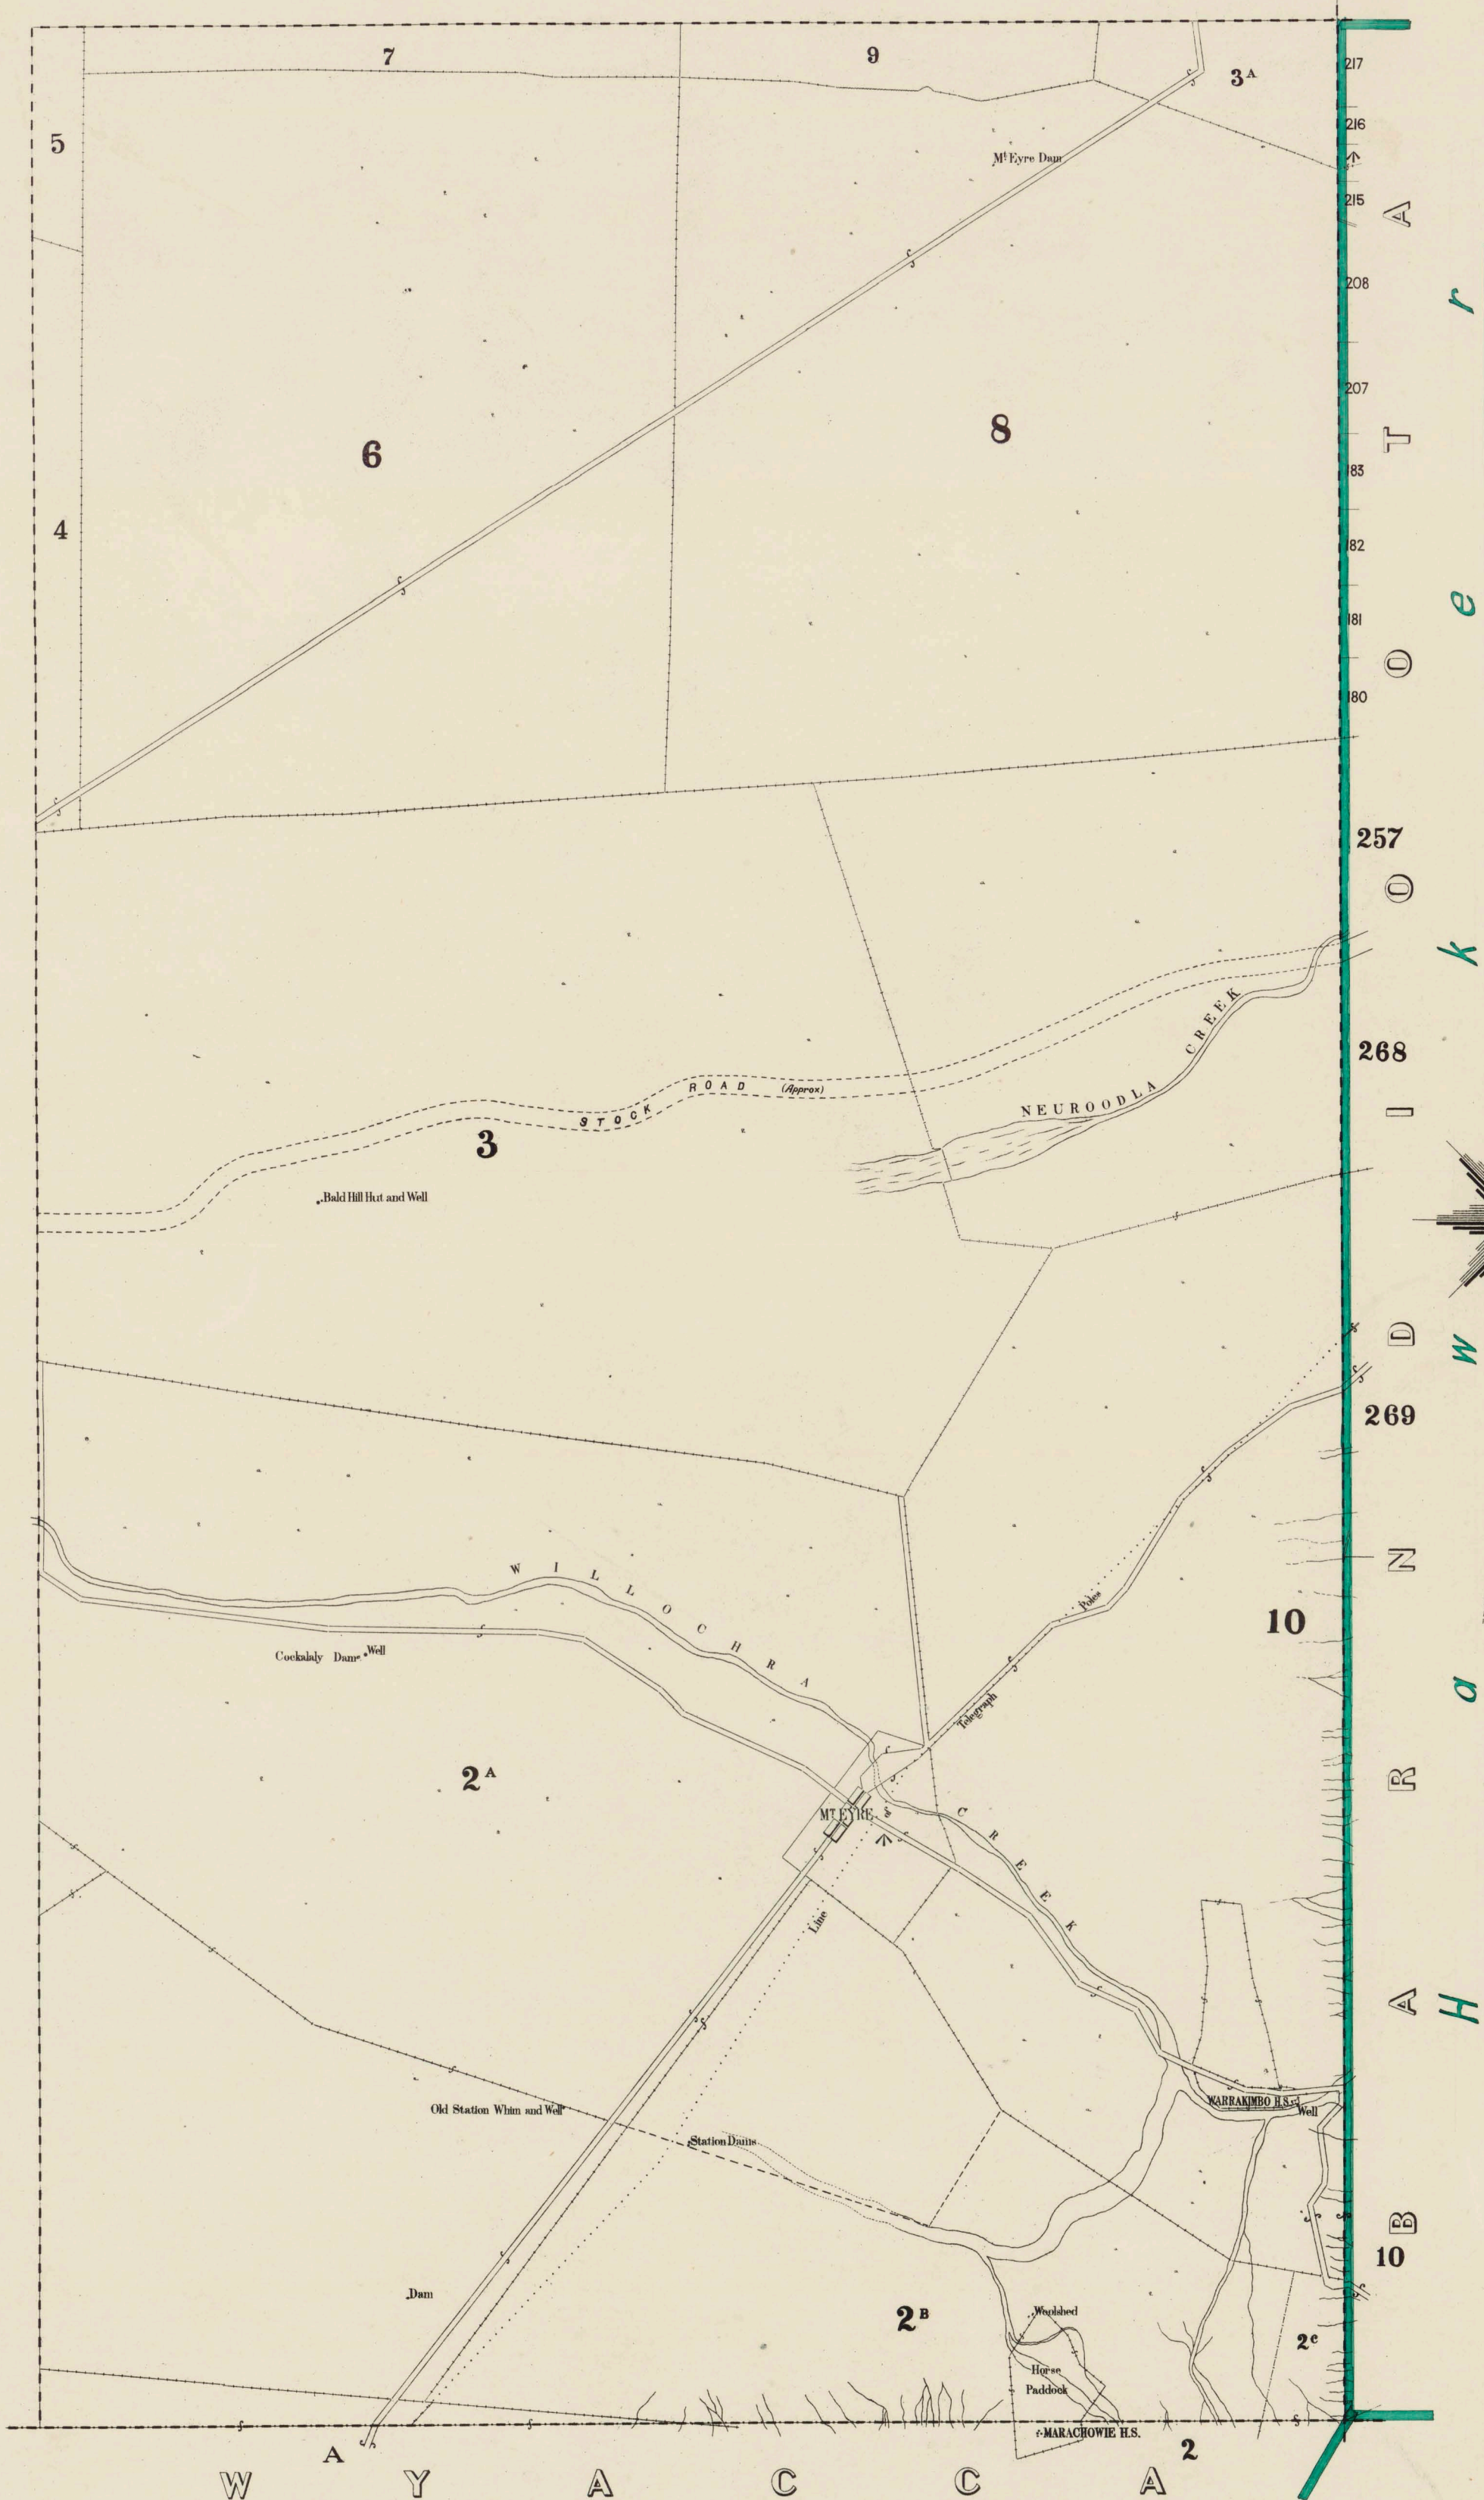 7
9
3A
217
5
216
Mt Eyre Dam
215
208
207
6
8
183
4
182
181
180
257
268
CREEK
NEUROODLA
STOCK ROAD (Approx)
3
Bald Hill Hut and Well
269
10
WILLOCHRA
Poles
Cockalaly Dam
Well
Telegraph
2A
MT EYRE
CREEK
Line
WARRAKIMBO H.S.
Well
Old Station Whim and Well
Station Dams
10
Dam
2B
Woolshed
2C
Horse
Paddock
MARACHOWIE H.S.
2
A
WYACCA
BARNDIOOTA
Hawker